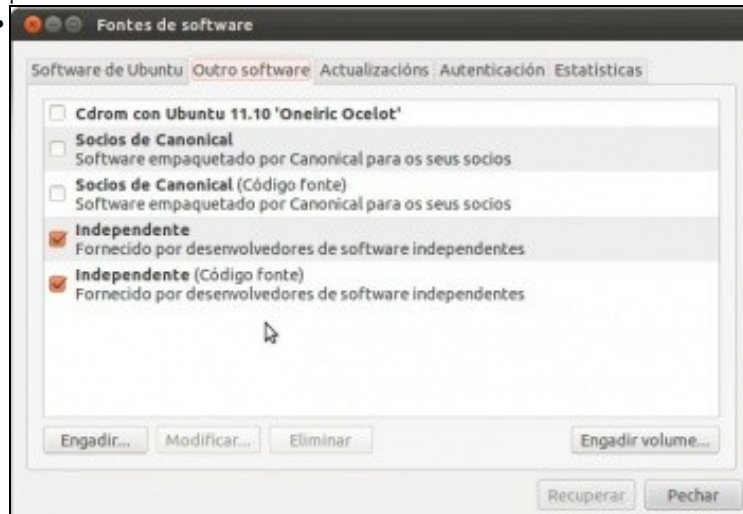 Fontes de software
Software de Ubuntu Outro software Actualizacións Autenticación Estatísticas
Cdrom con Ubuntu 11.10 'Oneiric Ocelot'
Socios de Canonical
Software empaquetado por Canonical para os seus socios
Socios de Canonical (Código fonte)
Software empaquetado por Canonical para os seus socios
Independente
Fornecido por desenvolvedores de software independentes
Independente (Código fonte)
Fornecido por desenvolvedores de software independentes
Engadir... Modificar... Eliminar Engadir volume...
Recuperar Pechar